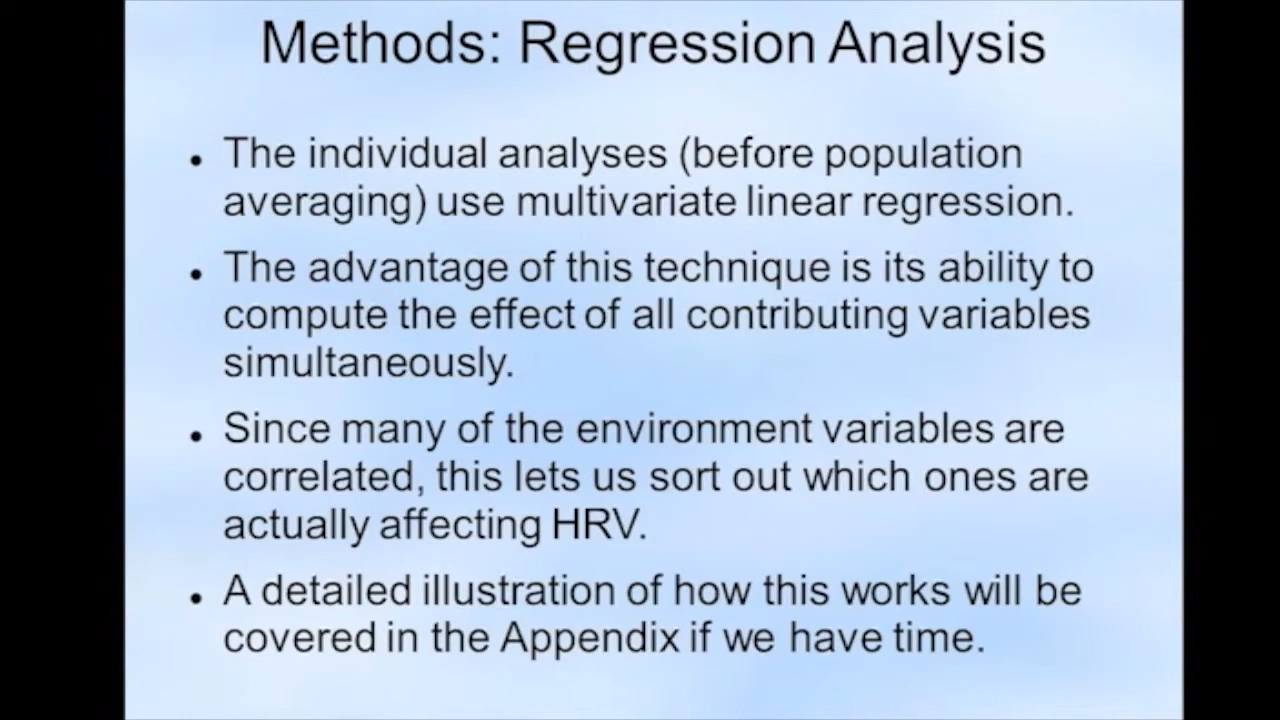 Methods: Regression Analysis
• The individual analyses (before population
averaging) use multivariate linear regression.
• The advantage of this technique is its ability to
compute the effect of all contributing variables
simultaneously.
• Since many of the environment variables are
correlated, this lets us sort out which ones are
actually affecting HRV.
• A detailed illustration of how this works will be
covered in the Appendix if we have time.